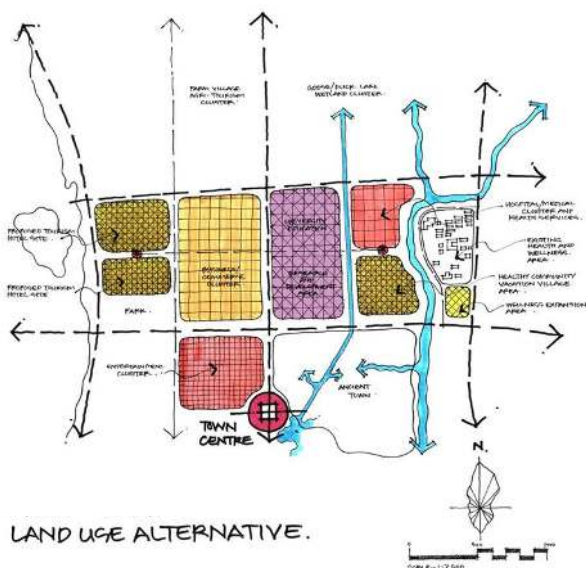 FARM VILLAGE
AGRI-TOURISM
CLUSTER
GOOSE/DUCK LAKE
WETLAND CLUSTER
HOSPITAL/MEDICAL
CLUSTER AND
HEALTH SERVICES.
PROPOSED TOURISM
HOTEL SITE
UNIVERSITY
EDUCATION
EXISTING
HEALTH AND
WELLNESS
AREA
PROPOSED TOURISM
HOTEL SITE
BUSINESS
CLUSTER
RESEARCH AND
DEVELOPMENT
AREA
HEALTHY COMMUNITY
VACATION VILLAGE
AREA
PARK.
WELLNESS EXPANSION
AREA
ENTERTAINMENT
CLUSTER
ANCIENT
TOWN
TOWN
CENTRE
N.
LAND USE ALTERNATIVE.